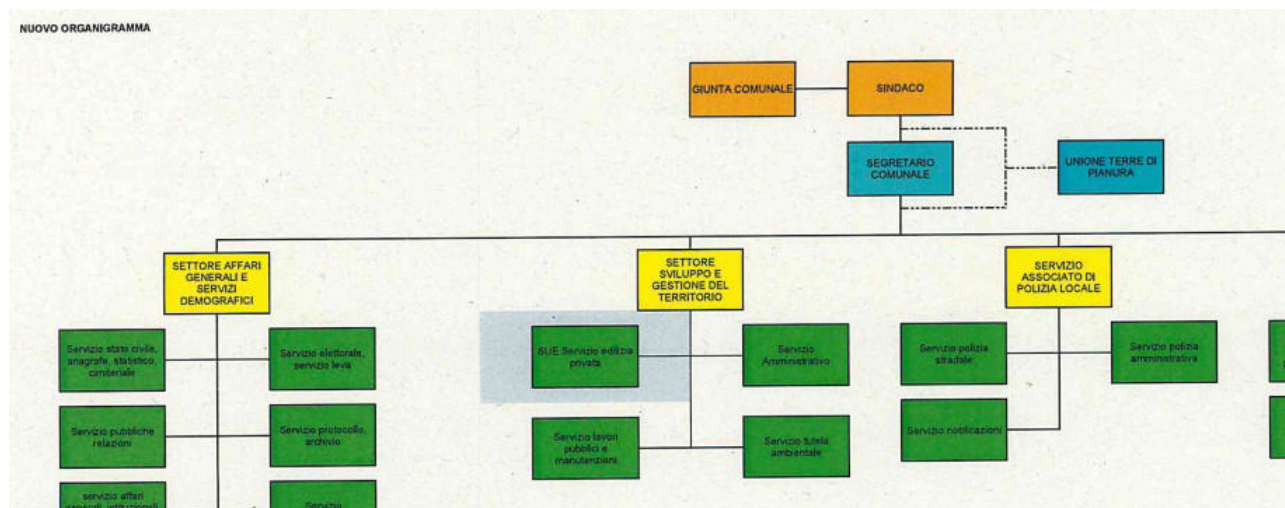 NUOVO ORGANIGRAMMA
GIUNTA COMUNALE
SINDACO
SEGRETARIO
COMUNALE
UNIONE TERRE DI
PIANURA
SETTORE AFFARI
GENERALI E
SERVIZI
DEMOGRAFICI
SETTORE
SVILUPPO E
GESTIONE DEL
TERRITORIO
SERVIZIO
ASSOCIATO DI
POLIZIA LOCALE
Servizio stato civile,
anagrafe, statistico,
cimiteriale
Servizio elettorale,
servizio leva
SUE Servizio edilizia
privata
Servizio
Amministrativo
Servizio polizia
stradale
Servizio polizia
amministrativa
Servizio pubbliche
relazioni
Servizio protocollo,
archivio
Servizio lavori
pubblici e
manutenzioni
Servizio tutela
ambientale
Servizio notificazioni
servizio affari
Servizio